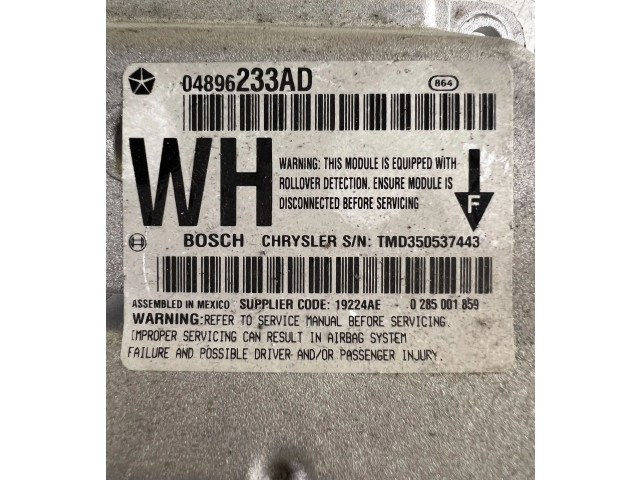 04896233AD 864
WH
WARNING: THIS MODULE IS EQUIPPED WITH
ROLLOVER DETECTION. ENSURE MODULE IS
DISCONNECTED BEFORE SERVICING
F
BOSCH CHRYSLER S/N: TMD350537443
ASSEMBLED IN MEXICO SUPPLIER CODE: 19224AE 0 285 001 859
WARNING:REFER TO SERVICE MANUAL BEFORE SERVICING.
IMPROPER SERVICING CAN RESULT IN AIRBAG SYSTEM
FAILURE AND POSSIBLE DRIVER AND/OR PASSENGER INJURY.